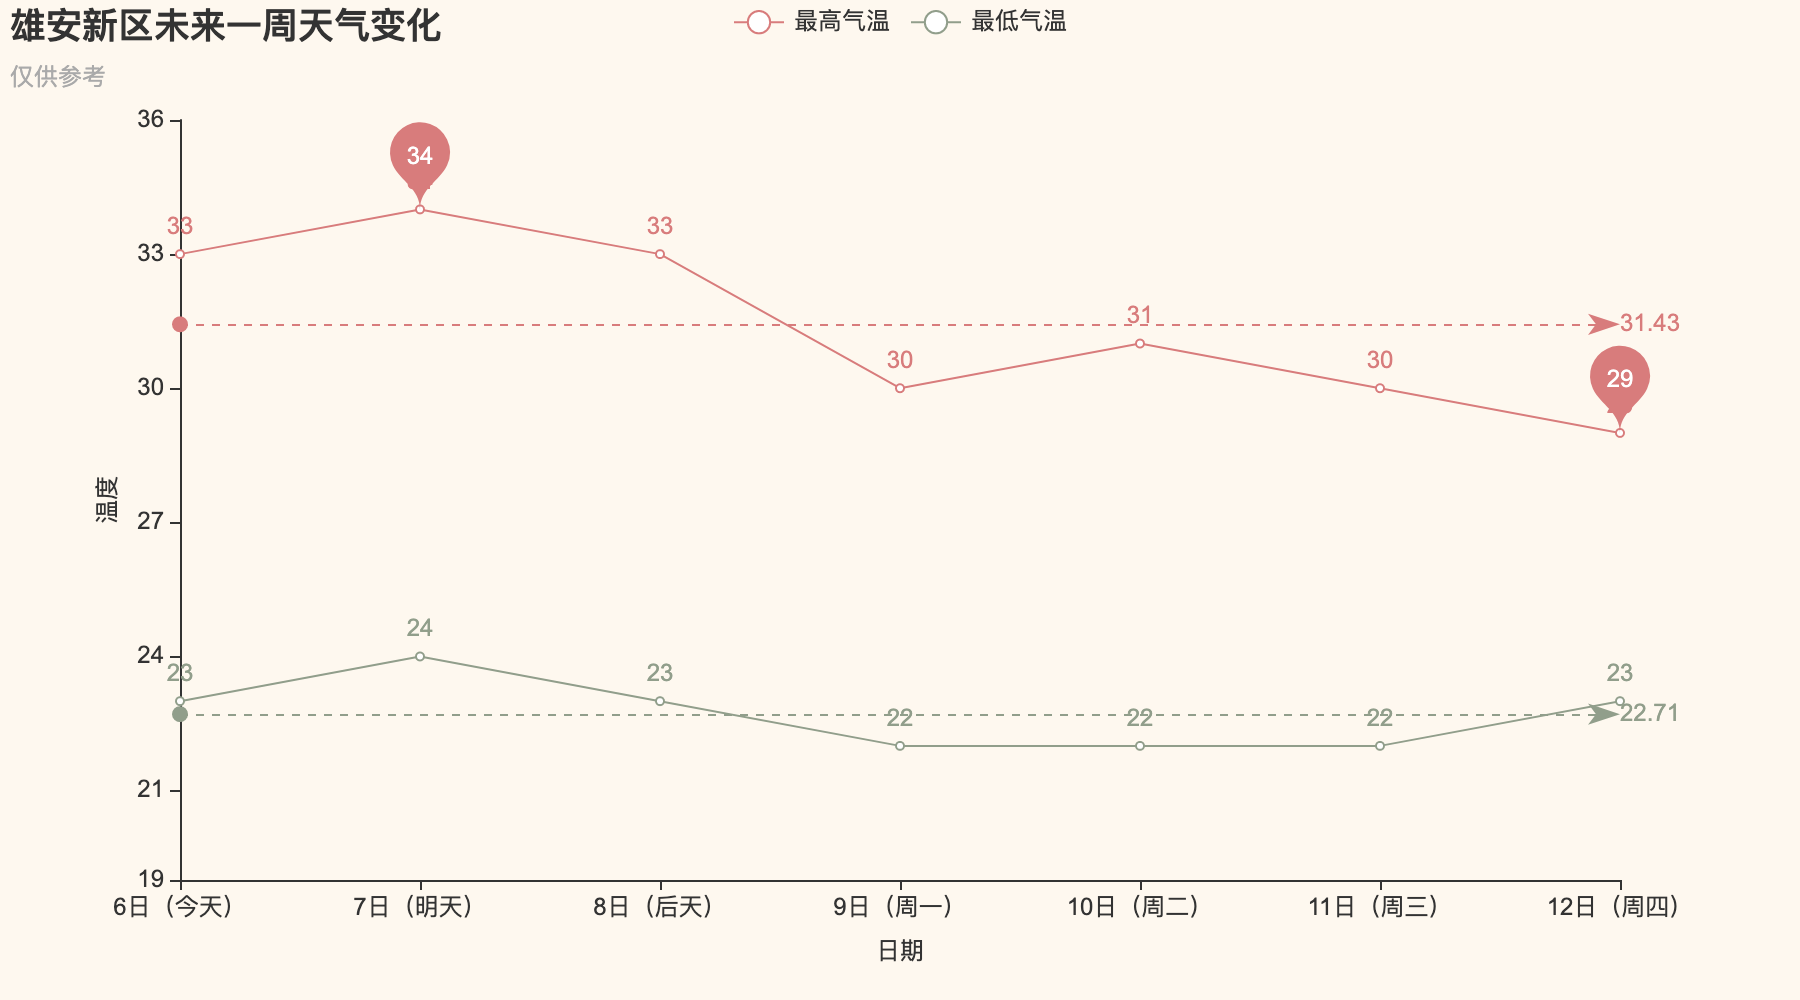 雄安新区未来一周天气变化
仅供参考
最高气温
最低气温
36
33
30
27
24
21
19
温度
33
34
33
30
31
30
29
31.43
23
24
23
22
22
22
23
22.71
6日（今天）
7日（明天）
8日（后天）
9日（周一）
10日（周二）
11日（周三）
12日（周四）
日期